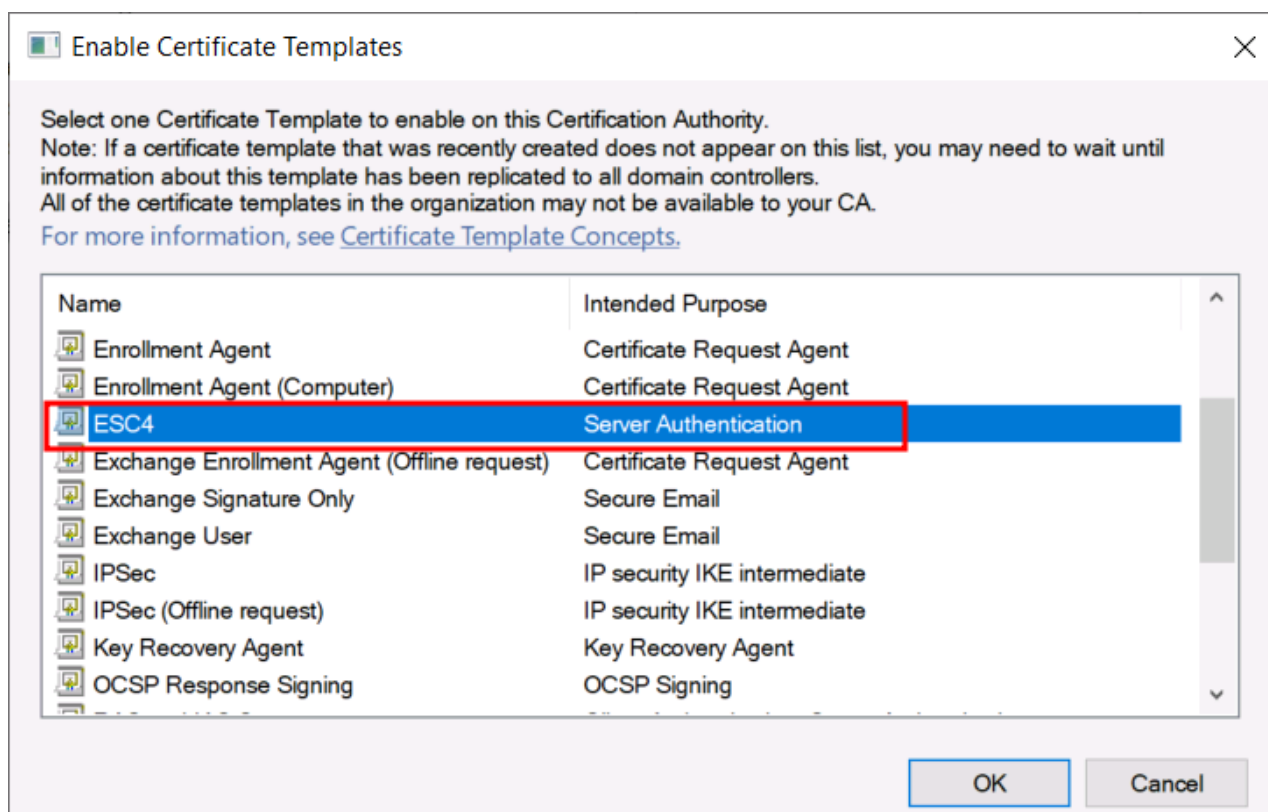 Enable Certificate Templates
Select one Certificate Template to enable on this Certification Authority.
Note: If a certificate template that was recently created does not appear on this list, you may need to wait until
information about this template has been replicated to all domain controllers.
All of the certificate templates in the organization may not be available to your CA.
For more information, see Certificate Template Concepts.
Name Intended Purpose
Enrollment Agent Certificate Request Agent
Enrollment Agent (Computer) Certificate Request Agent
ESC4 Server Authentication
Exchange Enrollment Agent (Offline request) Certificate Request Agent
Exchange Signature Only Secure Email
Exchange User Secure Email
IPSec IP security IKE intermediate
IPSec (Offline request) IP security IKE intermediate
Key Recovery Agent Key Recovery Agent
OCSP Response Signing OCSP Signing
OK Cancel